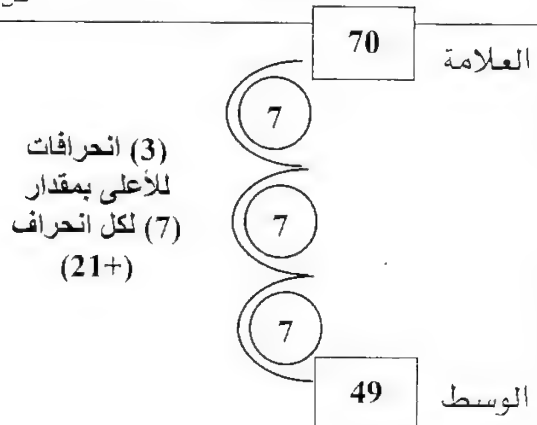 70
العلامة
7
(3) انحرافات
للأعلى بمقدار
(7) لكل انحراف
(21+)
7
7
49
الوسط